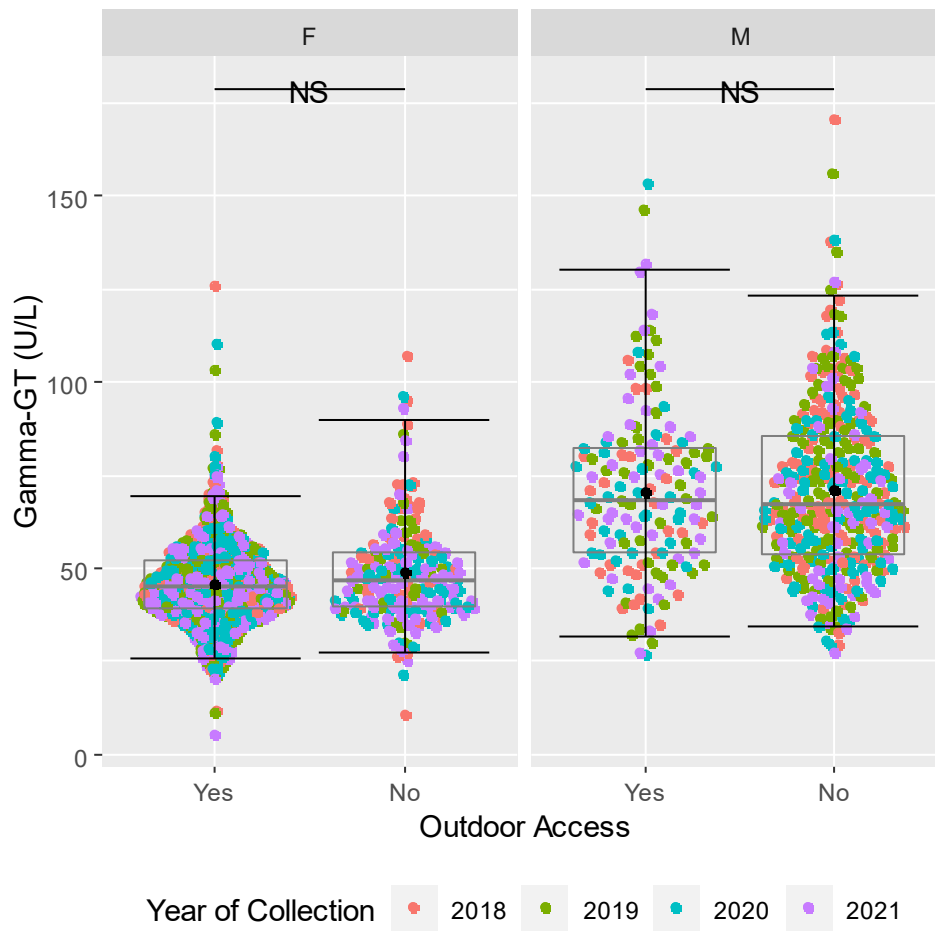 F M
NS NS
150
100
50
0
Gamma-GT (U/L)
Yes No Yes No
Outdoor Access
Year of Collection 2018 2019 2020 2021